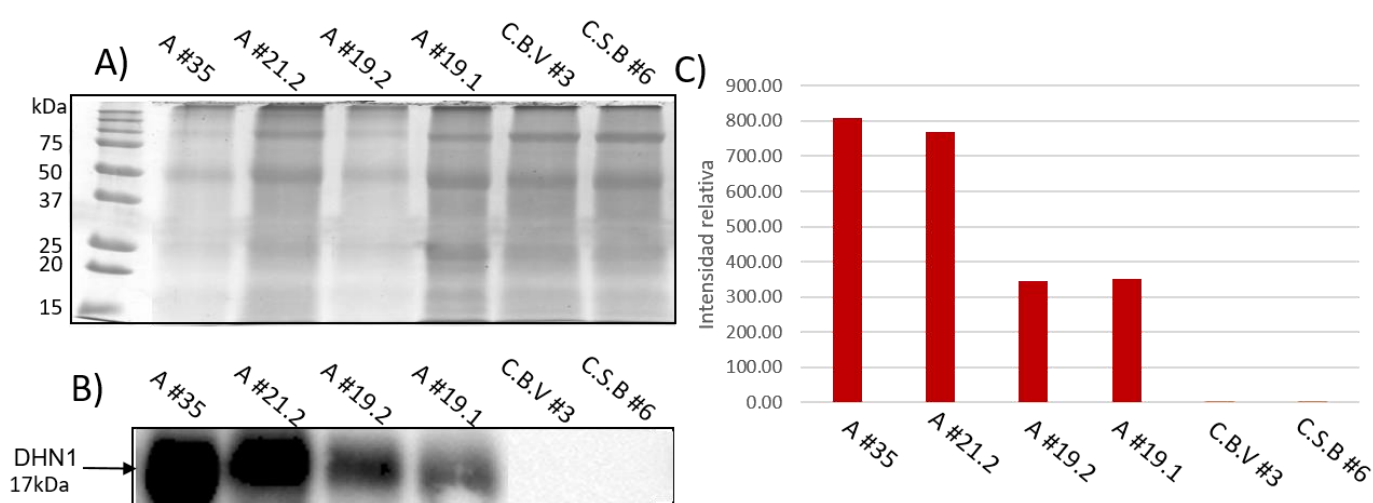 A)
A #35
A #21.2
A #19.2
A #19.1
C.B.V #3
C.S.B #6
kDa
75
50
37
25
20
15
B)
A #35
A #21.2
A #19.2
A #19.1
C.B.V #3
C.S.B #6
DHN1
17kDa
C)
Intensidad relativa
900.00
800.00
700.00
600.00
500.00
400.00
300.00
200.00
100.00
0.00
A #35
A #21.2
A #19.2
A #19.1
C.B.V #3
C.S.B #6